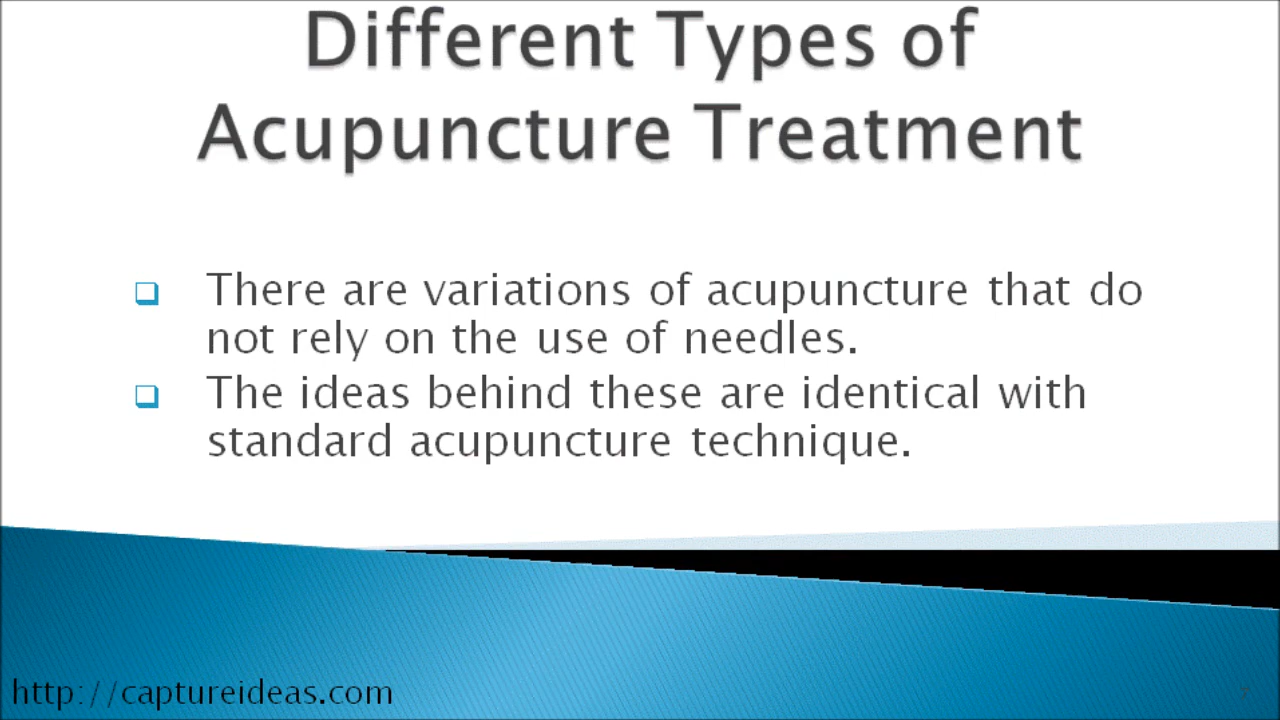 Different Types of
Acupuncture Treatment
There are variations of acupuncture that do
not rely on the use of needles.
The ideas behind these are identical with
standard acupuncture technique.
http://captureideas.com
7